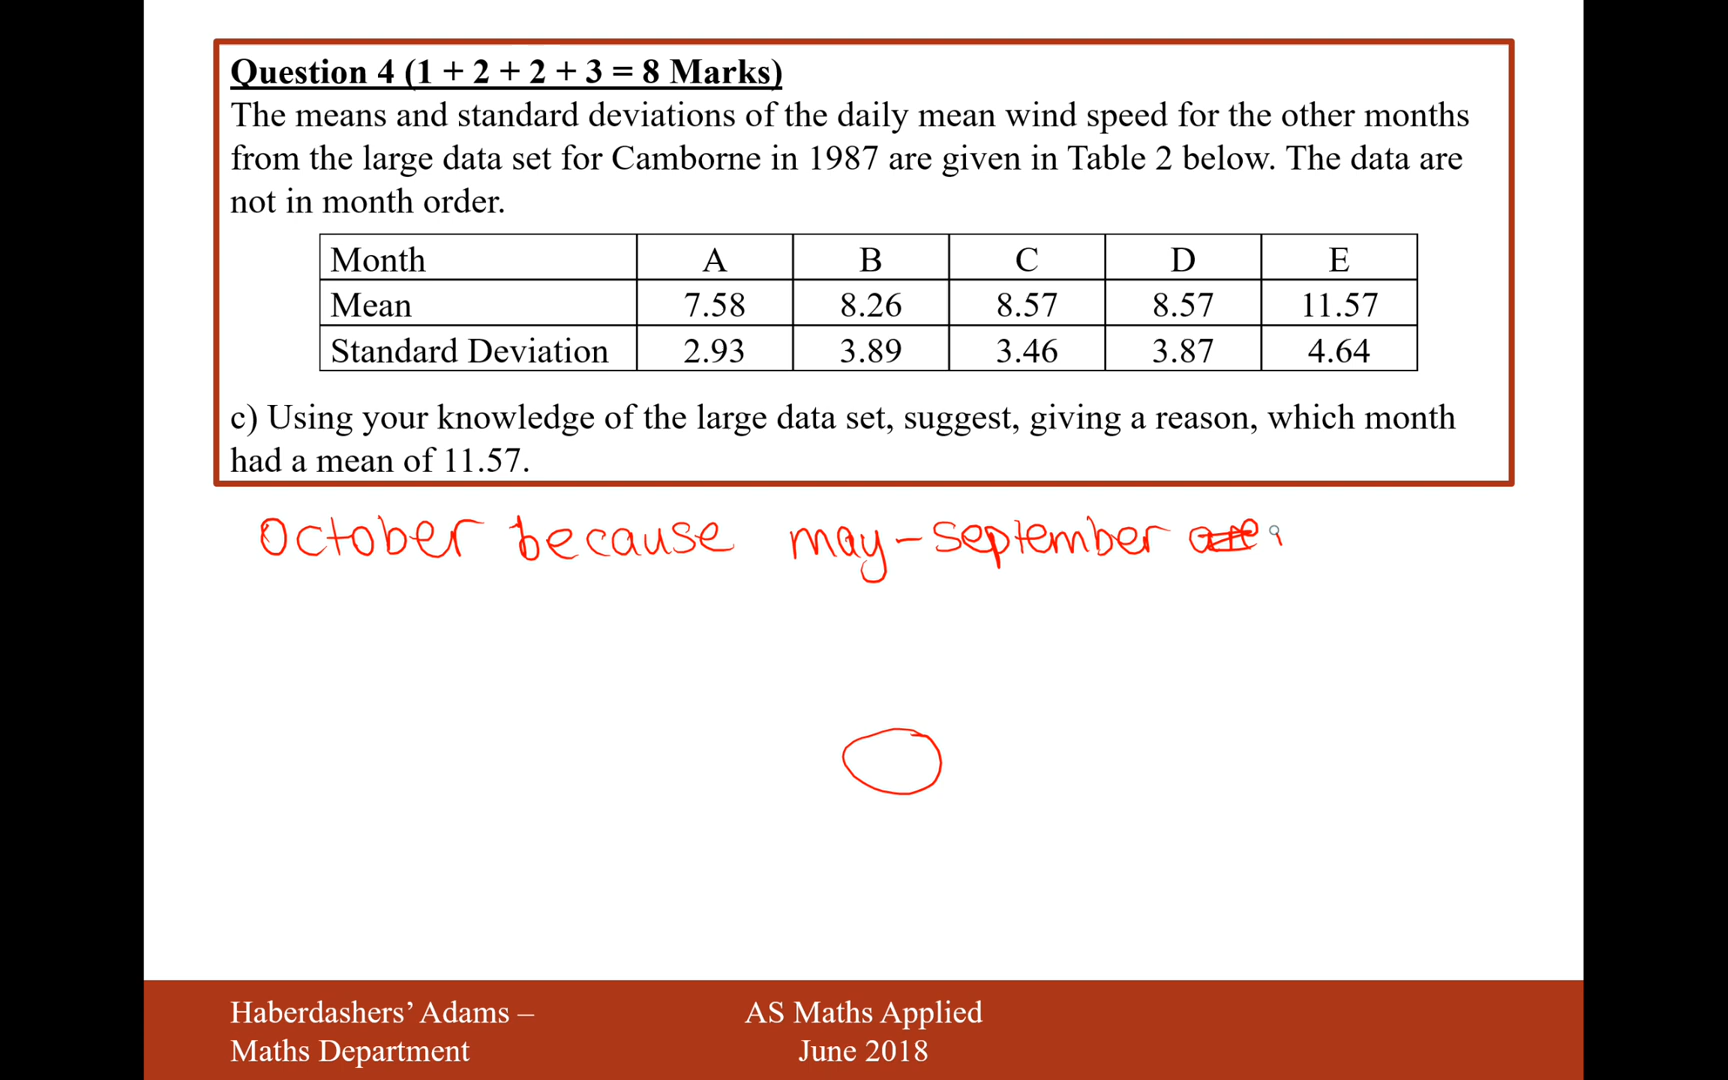 Question 4 (1 + 2 + 2 + 3 = 8 Marks)
The means and standard deviations of the daily mean wind speed for the other months
from the large data set for Camborne in 1987 are given in Table 2 below. The data are
not in month order.
Month A B C D E
Mean 7.58 8.26 8.57 8.57 11.57
Standard Deviation 2.93 3.89 3.46 3.87 4.64
c) Using your knowledge of the large data set, suggest, giving a reason, which month
had a mean of 11.57.
October because may-september
Haberdashers' Adams –
Maths Department
AS Maths Applied
June 2018